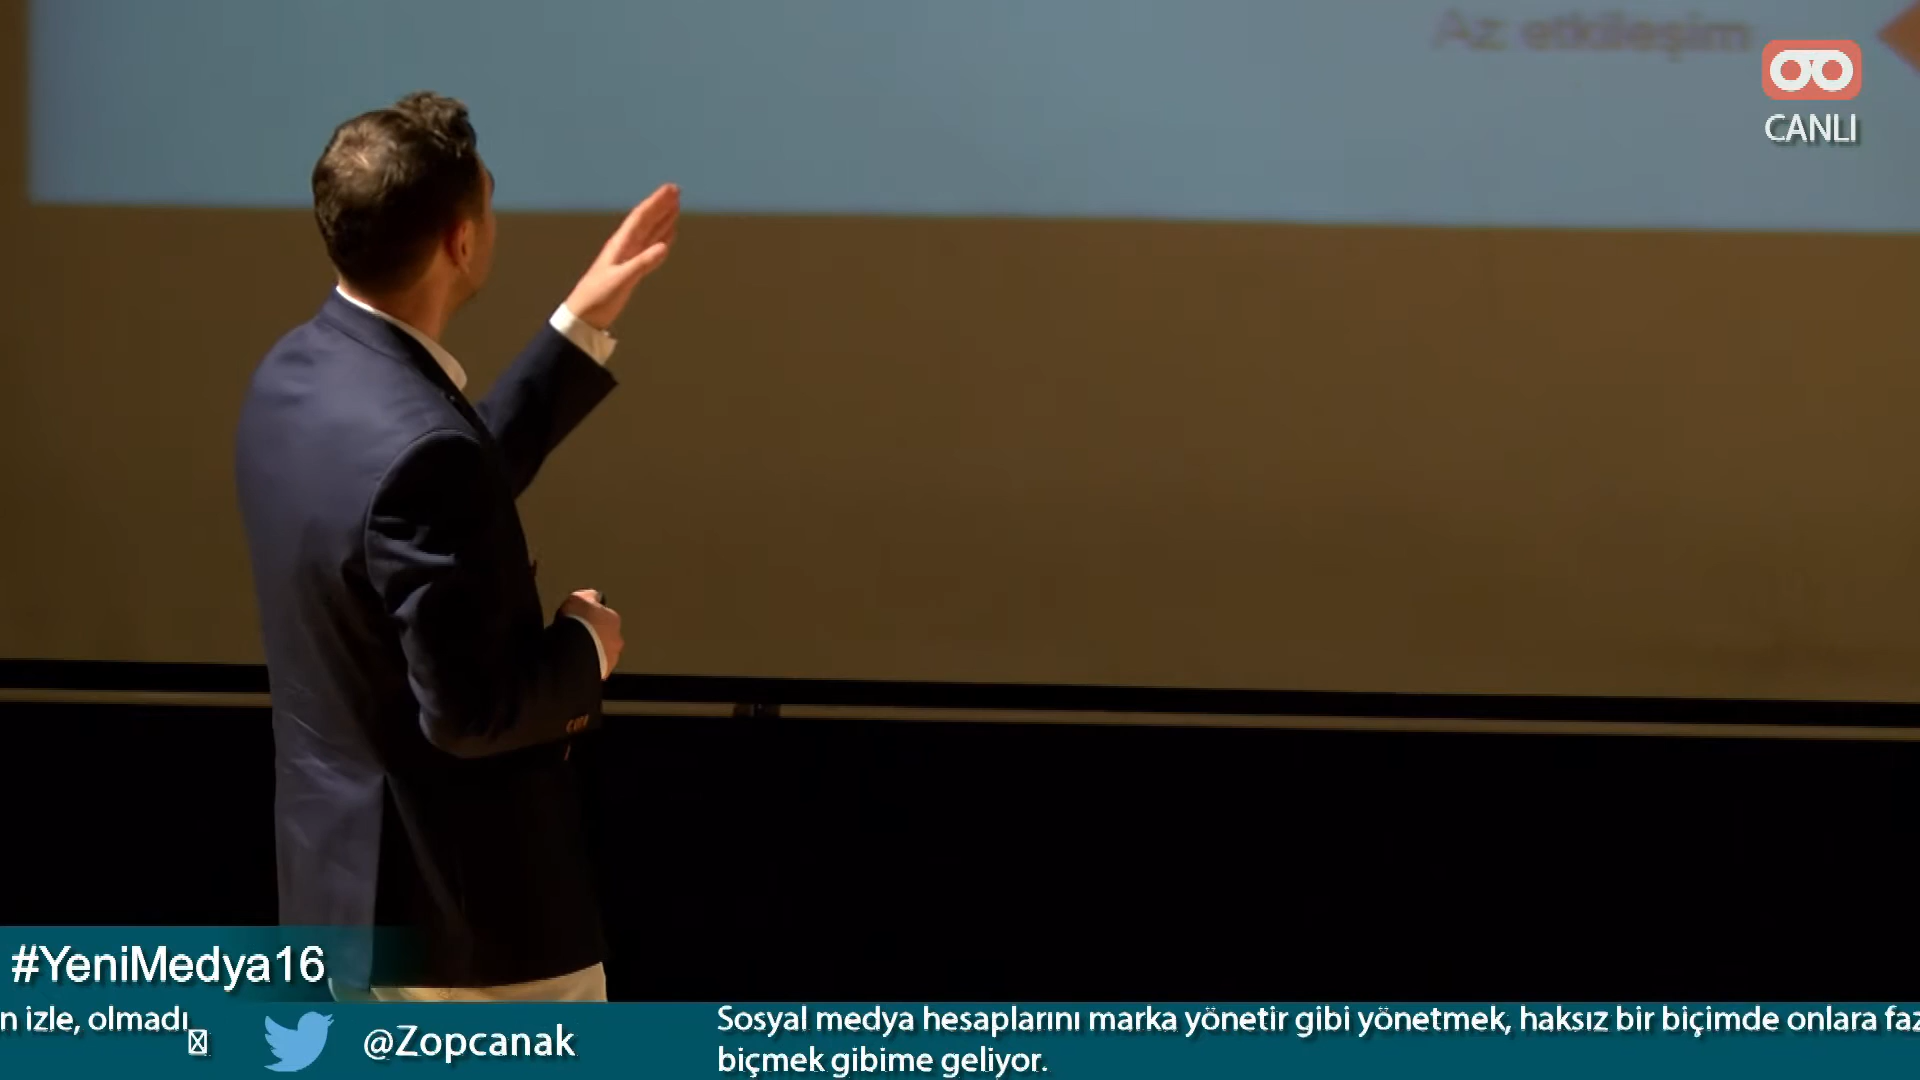 Az etkileşim
CANLI
#YeniMedya16
n izle, olmadı
@Zopcanak
Sosyal medya hesaplarını marka yönetir gibi yönetmek, haksız bir biçimde onlara faz
biçmek gibime geliyor.